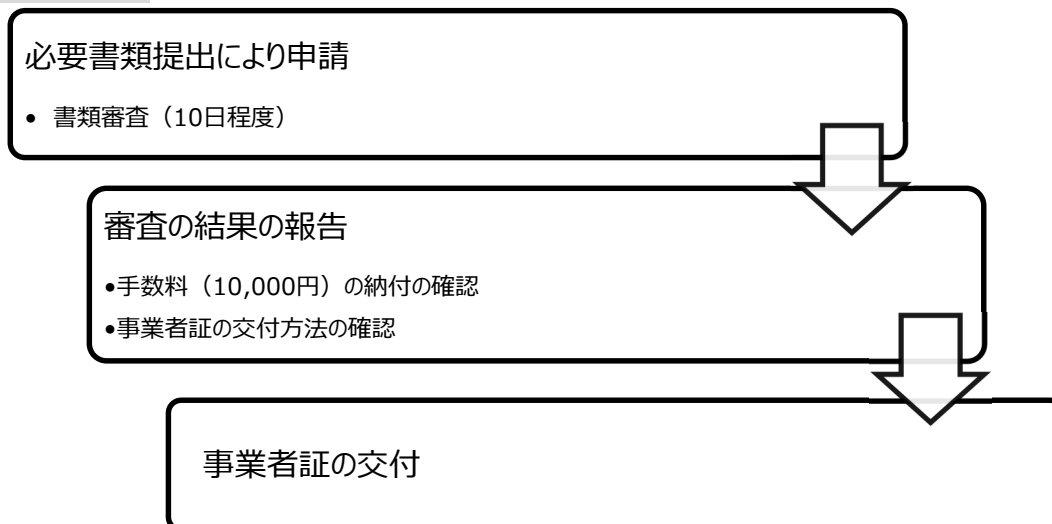 必要書類提出により申請
• 書類審査（10日程度）
審査の結果の報告
•手数料（10,000円）の納付の確認
•事業者証の交付方法の確認
事業者証の交付